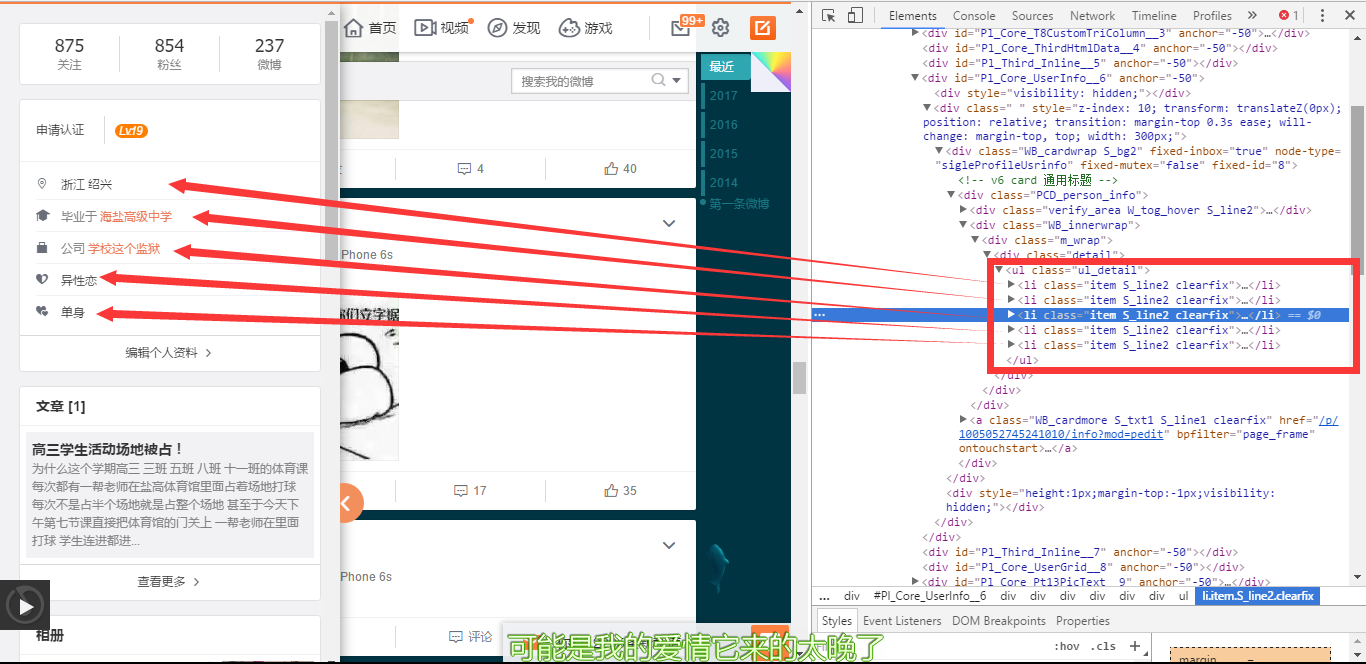 875
关注
854
粉丝
237
微博
申请认证
Lv.19
浙江 绍兴
毕业于 海盐高级中学
公司 学校这个监狱
异性恋
单身
编辑个人资料 >
文章 [1]
高三学生活动场地被占！
为什么这个学期高三 三班 五班 八班 十一班的体育课
每次都有一帮老师在盐高体育馆里面占着场地打球
每次不是占半个场地就是占整个场地 甚至于今天下
午第七节课直接把体育馆的门关上 一帮老师在里面
打球 学生连进都进...
查看更多 >
相册
首页
视频
发现
游戏
99+
搜索我的微博
最近
2017
2016
2015
2014
第一条微博
4
40
Phone 6s
们立字据
17
35
Phone 6s
评论
可能是我的爱情它来的太晚了
Elements Console Sources Network Timeline Profiles » 1
<div id="Pl_Core_T8CustomTriColumn__3" anchor="-50">…</div>
<div id="Pl_Core_ThirdHtmlData__4" anchor="-50"></div>
<div id="Pl_Third_Inline__5" anchor="-50"></div>
<div id="Pl_Core_UserInfo__6" anchor="-50">
<div style="visibility: hidden;"></div>
<div class=" " style="z-index: 10; transform: translateZ(0px);
position: relative; transition: margin-top 0.3s ease; will-
change: margin-top, top; width: 300px;">
<div class="WB_cardwrap S_bg2" fixed-inbox="true" node-type=
"sigleProfileUsrinfo" fixed-mutex="false" fixed-id="8">
<!-- v6 card 通用标题 -->
<div class="PCD_person_info">
<div class="verify_area W_tog_hover S_line2">…</div>
<div class="WB_innerwrap">
<div class="m_wrap">
<div class="detail">
<ul class="ul_detail">
<li class="item S_line2 clearfix">…</li>
<li class="item S_line2 clearfix">…</li>
<li class="item S_line2 clearfix">…</li> == $0
<li class="item S_line2 clearfix">…</li>
<li class="item S_line2 clearfix">…</li>
</ul>
</div>
</div>
</div>
<a class="WB_cardmore S_txt1 S_line1 clearfix" href="/p/
1005052745241010/info?mod=pedit" bpfilter="page_frame"
ontouchstart>…</a>
</div>
</div>
<div style="height:1px;margin-top:-1px;visibility:
hidden;"></div>
</div>
</div>
<div id="Pl_Third_Inline__7" anchor="-50"></div>
<div id="Pl_Core_UserGrid__8" anchor="-50"></div>
<div id="Pl_Core_Pt13PicText__9" anchor="-50">…</div>
... div #Pl_Core_UserInfo__6 div div div div div div ul li.item.S_line2.clearfix
Styles Event Listeners DOM Breakpoints Properties
:hov .cls +
margin